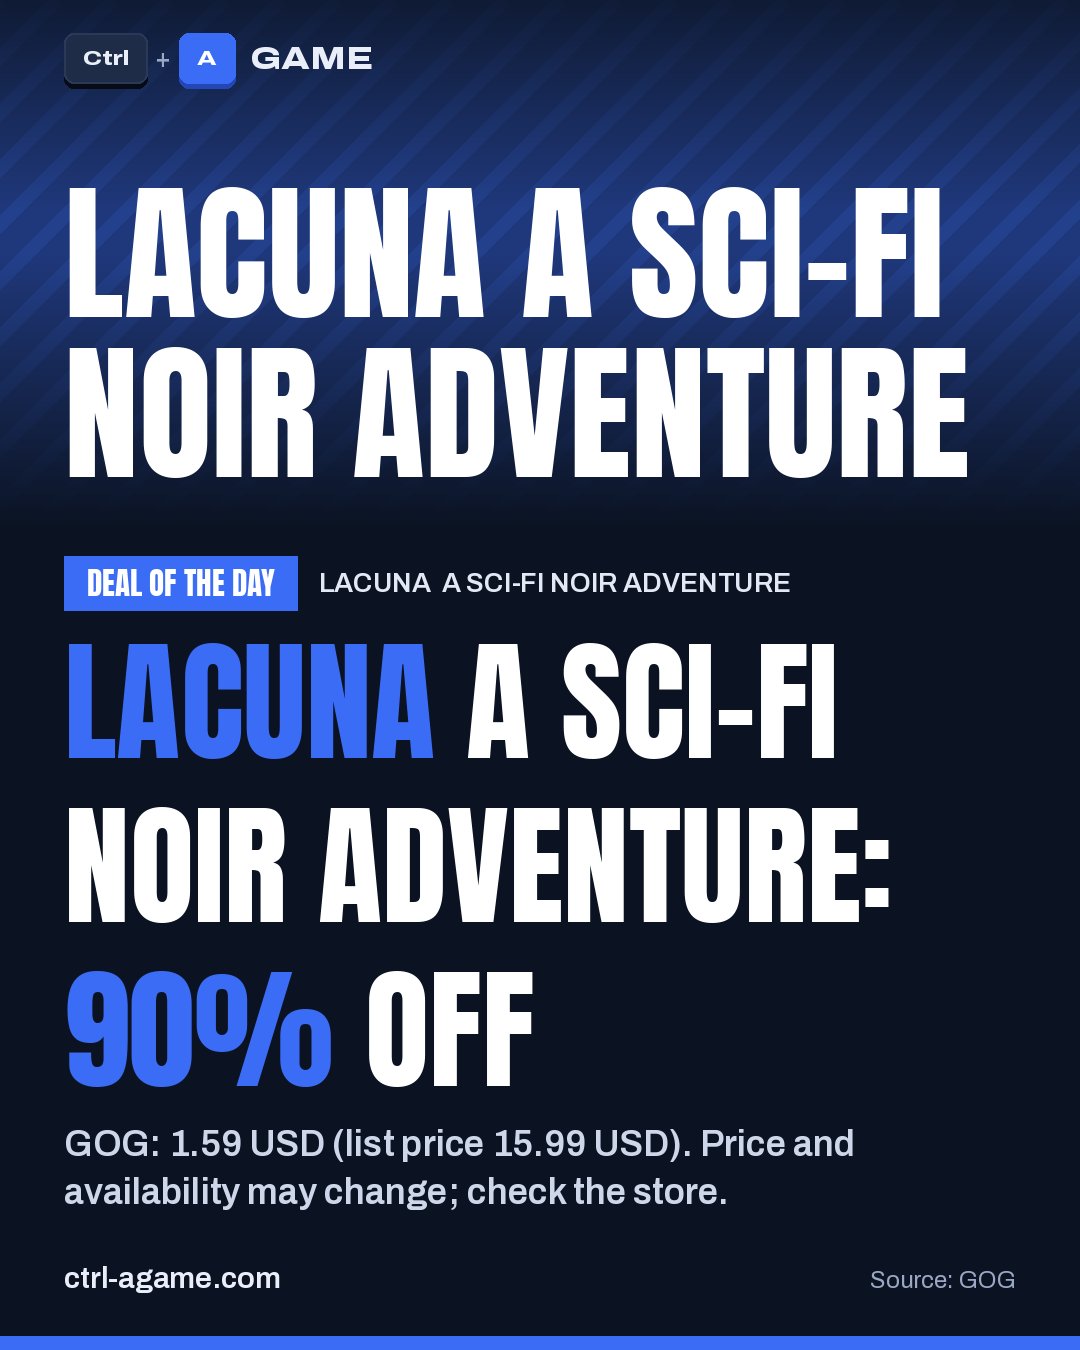 Ctrl + A GAME
LACUNA A SCI-FI
NOIR ADVENTURE
DEAL OF THE DAY LACUNA A SCI-FI NOIR ADVENTURE
LACUNA A SCI-FI
NOIR ADVENTURE:
90% OFF
GOG: 1.59 USD (list price 15.99 USD). Price and
availability may change; check the store.
ctrl-agame.com Source: GOG